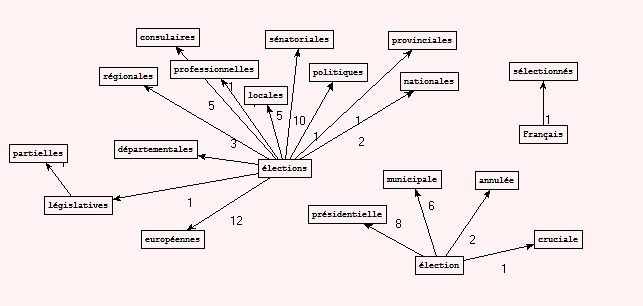 consulaires
sénatoriales
provinciales
professionnelles
politiques
régionales
nationales
sélectionnés
locales
1
5
5
10
1
1
1
Français
3
2
départementales
partielles
élections
municipale
annulée
législatives
1
6
présidentielle
8
12
européennes
2
cruciale
élection
1